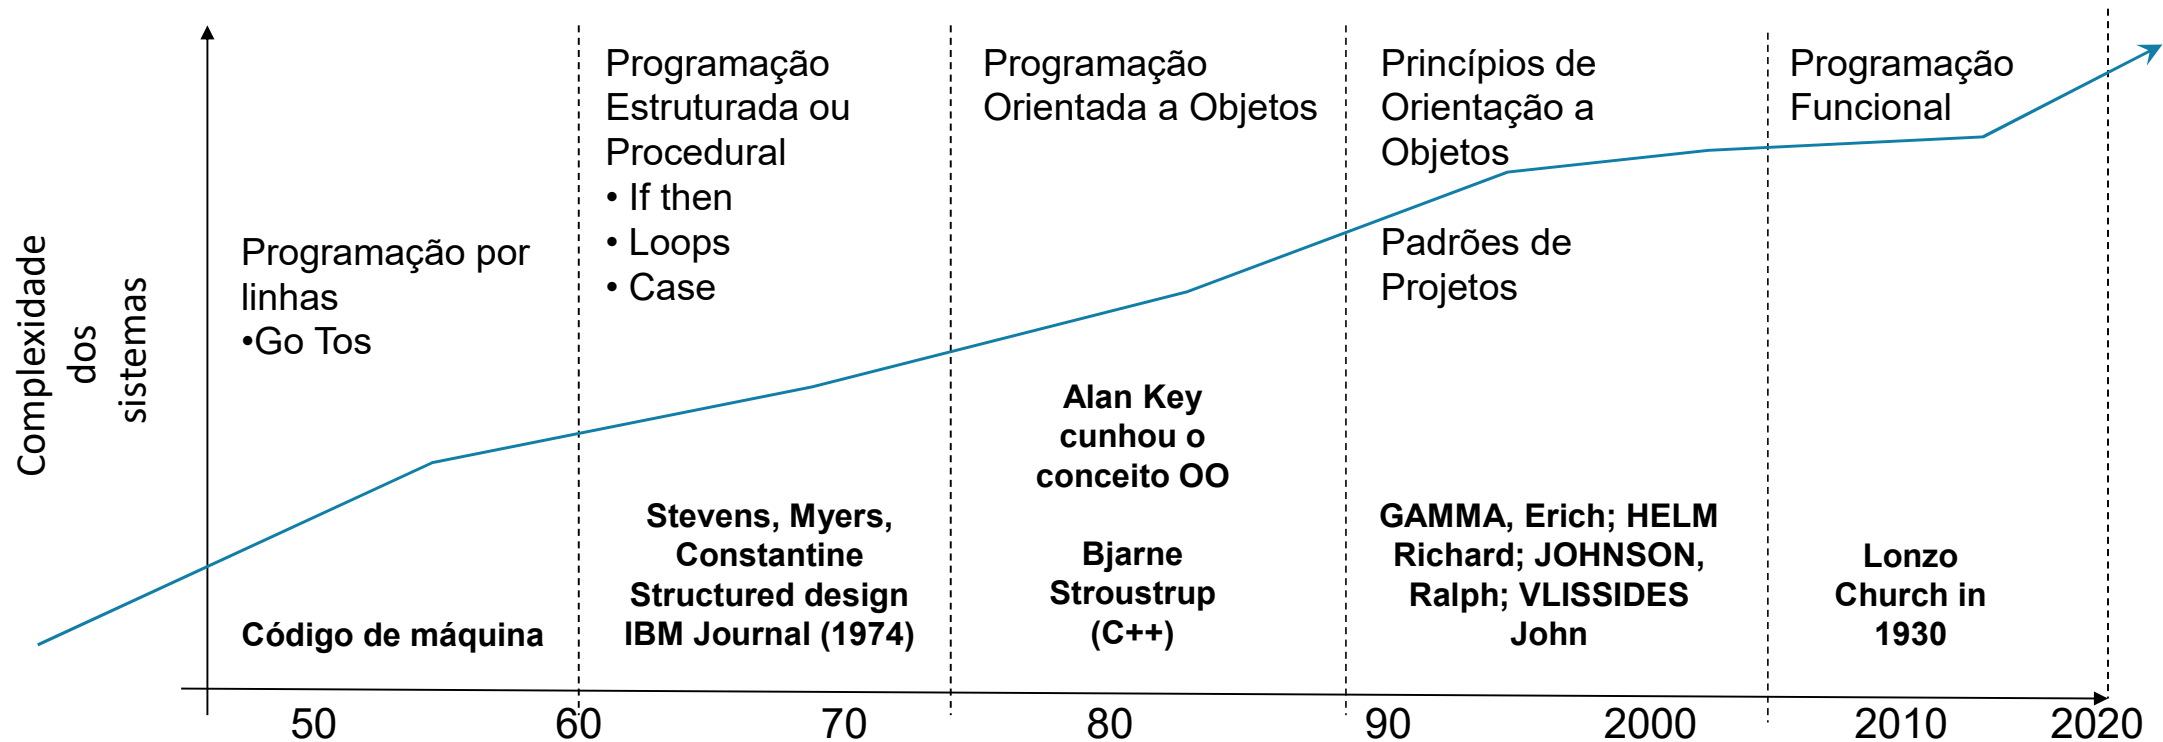 Complexidade
dos
sistemas
Programação por
linhas
•Go Tos
Código de máquina
Programação
Estruturada ou
Procedural
• If then
• Loops
• Case
Stevens, Myers,
Constantine
Structured design
IBM Journal (1974)
Programação
Orientada a Objetos
Alan Key
cunhou o
conceito OO
Bjarne
Stroustrup
(C++)
Princípios de
Orientação a
Objetos
Padrões de
Projetos
GAMMA, Erich; HELM
Richard; JOHNSON,
Ralph; VLISSIDES
John
Programação
Funcional
Lonzo
Church in
1930
50 60 70 80 90 2000 2010 2020